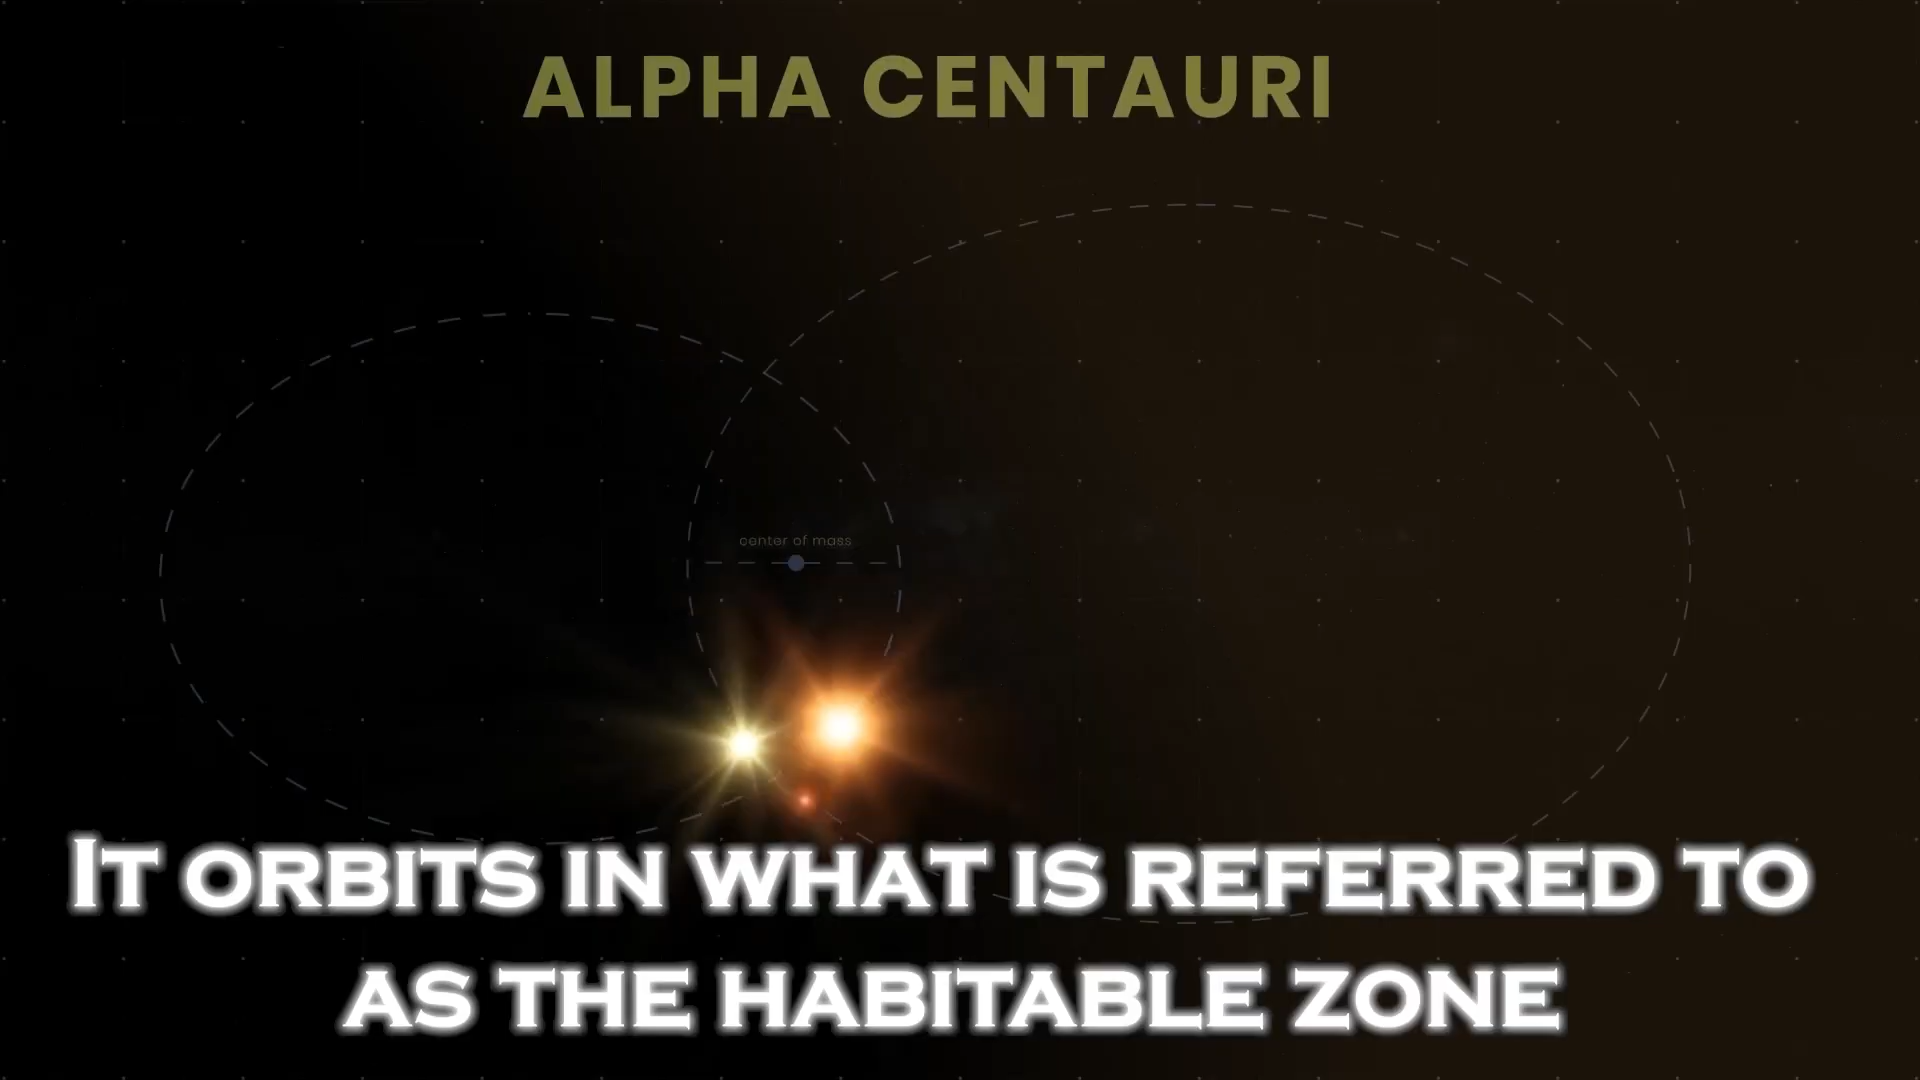 ALPHA CENTAURI
center of mass
It orbits in what is referred to
as the habitable zone